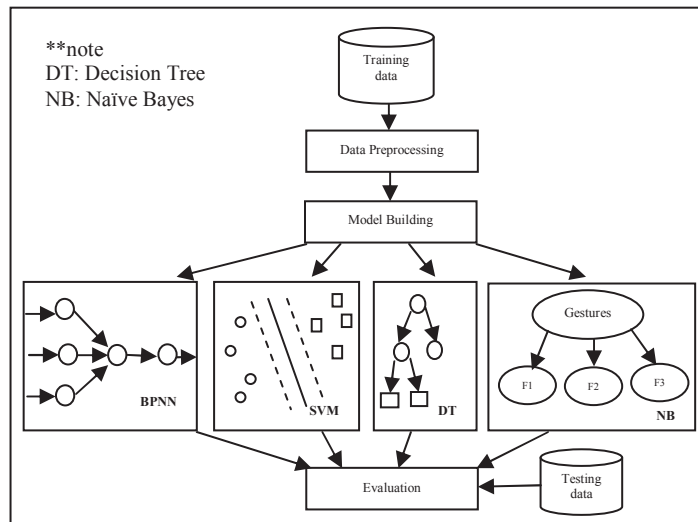 **note
DT: Decision Tree
NB: Naïve Bayes
Training
data
Data Preprocessing
Model Building
BPNN
SVM
DT
Gestures
F1
F2
F3
NB
Evaluation
Testing
data